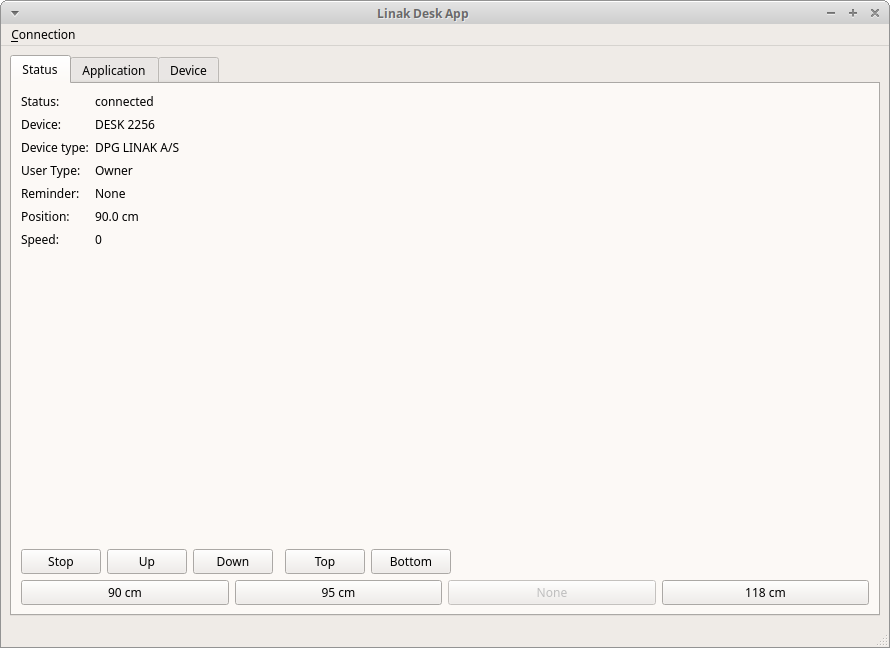 Linak Desk App
Connection
Status Application Device
Status: connected
Device: DESK 2256
Device type: DPG LINAK A/S
User Type: Owner
Reminder: None
Position: 90.0 cm
Speed: 0
Stop Up Down Top Bottom
90 cm 95 cm None 118 cm